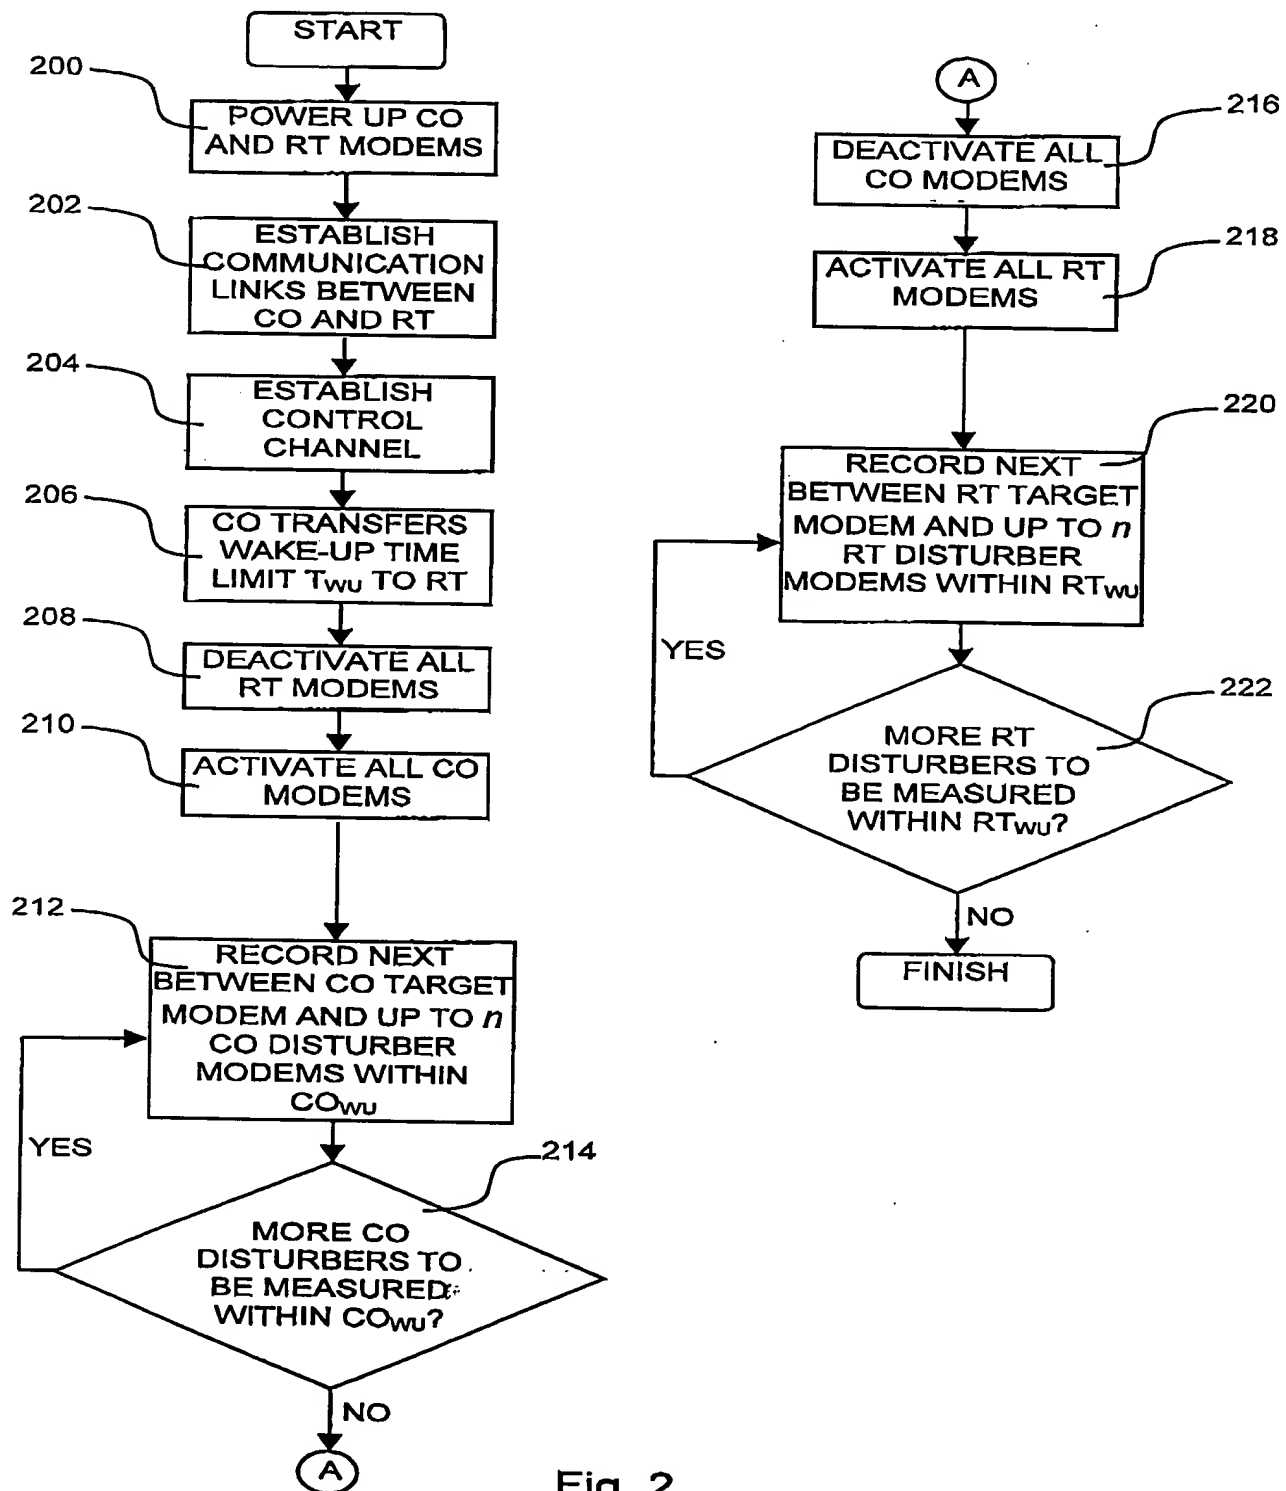 START
200
POWER UP CO
AND RT MODEMS
202
ESTABLISH
COMMUNICATION
LINKS BETWEEN
CO AND RT
204
ESTABLISH
CONTROL
CHANNEL
206
CO TRANSFERS
WAKE-UP TIME
LIMIT TWU TO RT
208
DEACTIVATE ALL
RT MODEMS
210
ACTIVATE ALL CO
MODEMS
212
RECORD NEXT
BETWEEN CO TARGET
MODEM AND UP TO n
CO DISTURBER
MODEMS WITHIN
COWU
YES
214
MORE CO
DISTURBERS TO
BE MEASURED
WITHIN COWU?
NO
A
A
216
DEACTIVATE ALL
CO MODEMS
218
ACTIVATE ALL RT
MODEMS
220
RECORD NEXT
BETWEEN RT TARGET
MODEM AND UP TO n
RT DISTURBER
MODEMS WITHIN RTWU
YES
222
MORE RT
DISTURBERS TO
BE MEASURED
WITHIN RTWU?
NO
FINISH
Fig. 2